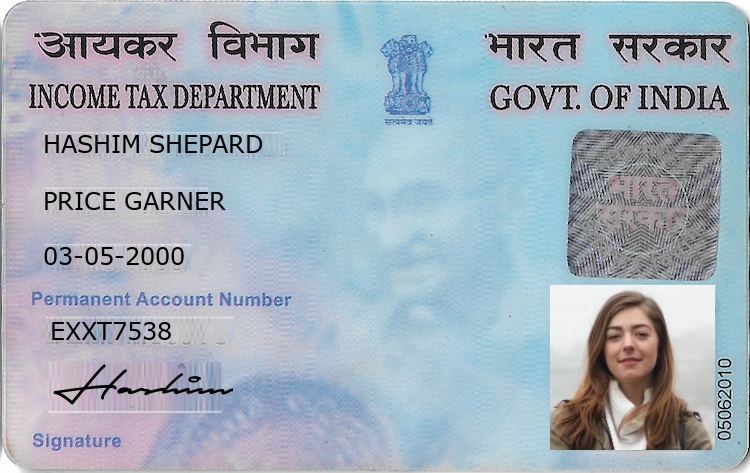 आयकर विभाग
भारत सरकार
INCOME TAX DEPARTMENT
GOVT. OF INDIA
सत्यमेव जयते
HASHIM SHEPARD
भारत
सरकार
PRICE GARNER
03-05-2000
Permanent Account Number
EXXT7538
Hashim
05062010
Signature